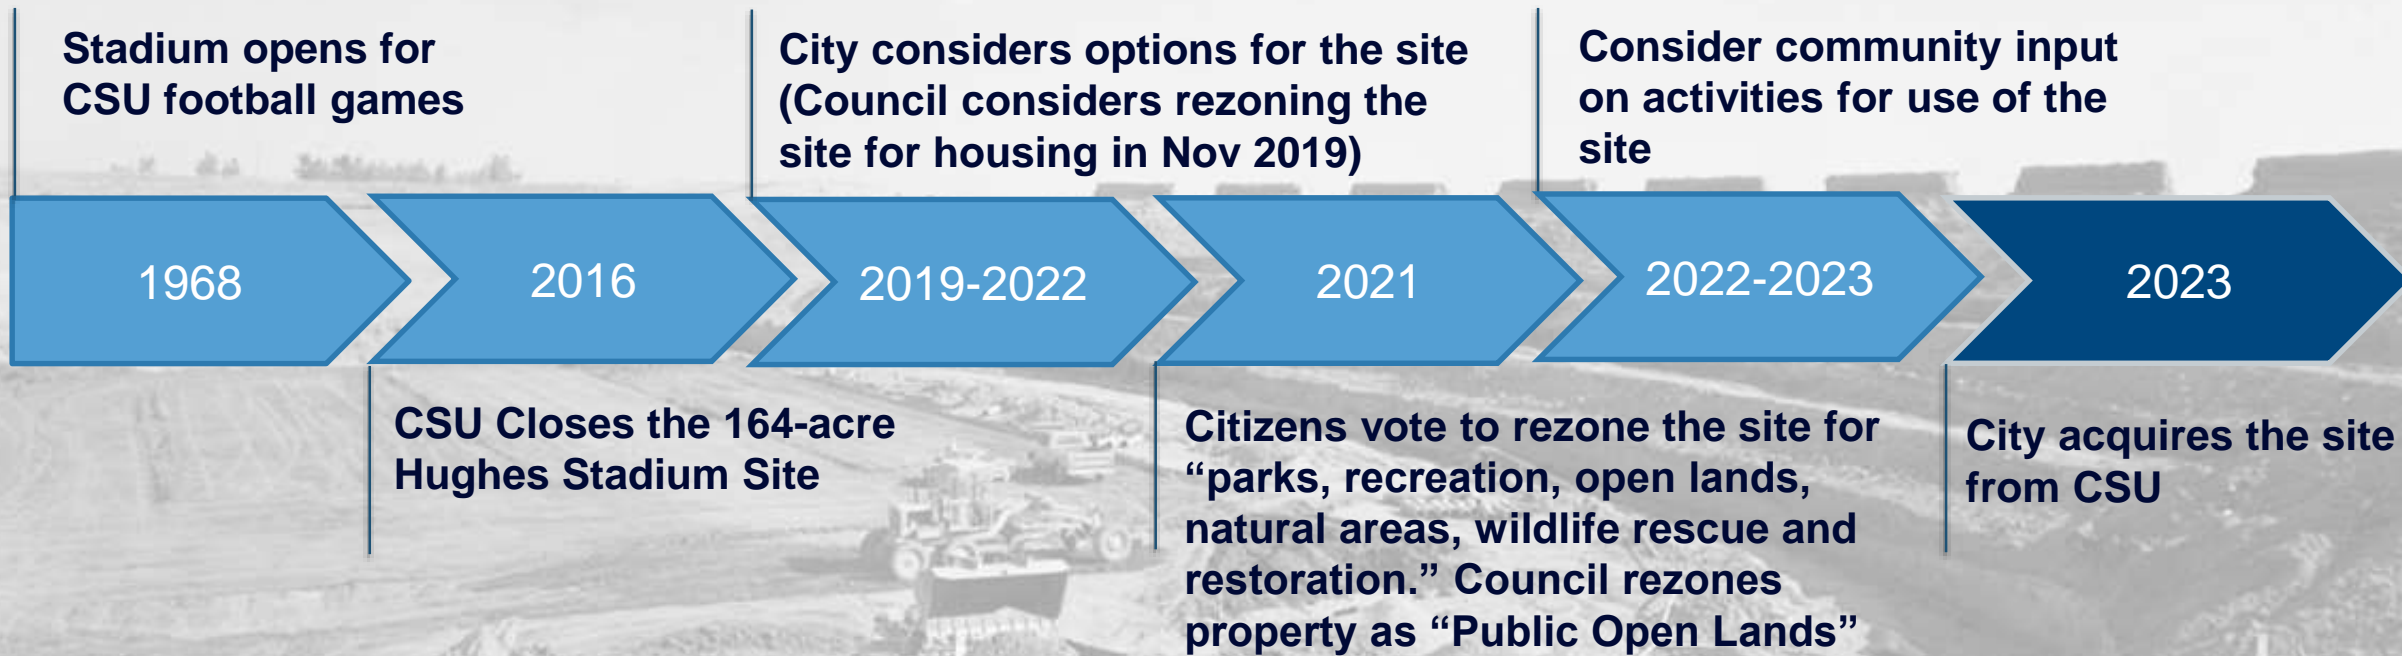 Stadium opens for
CSU football games
1968
CSU Closes the 164-acre
Hughes Stadium Site
2016
City considers options for the site
(Council considers rezoning the
site for housing in Nov 2019)
2019-2022
Citizens vote to rezone the site for
“parks, recreation, open lands,
natural areas, wildlife rescue and
restoration.” Council rezones
property as “Public Open Lands”
2021
Consider community input
on activities for use of the
site
2022-2023
City acquires the site
from CSU
2023